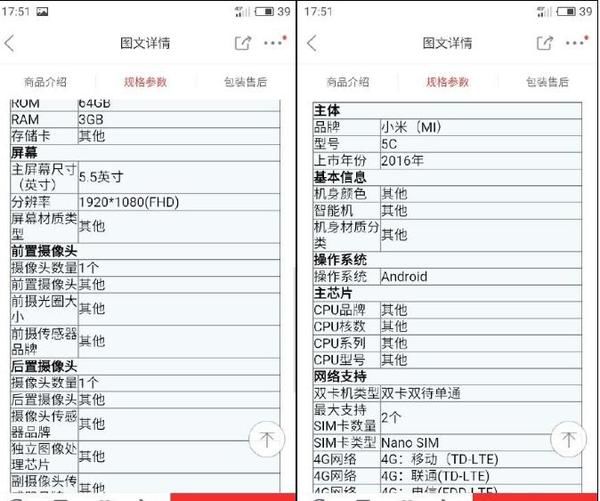 17:51
39
图文详情
商品介绍
规格参数
包装售后
ROM 64GB
RAM 3GB
存储卡 其他
屏幕
主屏幕尺寸 5.5英寸
（英寸）
分辨率 1920*1080(FHD)
屏幕材质类 其他
型
前置摄像头
摄像头数量 1个
前置摄像头 其他
前摄光圈大 其他
小
前摄传感器 其他
品牌
后置摄像头
摄像头数量 1个
后置摄像头 其他
摄像头传感 其他
器品牌
独立图像处 其他
理芯片
副摄像头传 其他
17:51
39
图文详情
商品介绍
规格参数
包装售后
主体
品牌 小米（MI）
型号 5C
上市年份 2016年
基本信息
机身颜色 其他
智能机 其他
机身材质分 其他
类
操作系统
操作系统 Android
主芯片
CPU品牌 其他
CPU核数 其他
CPU系列 其他
CPU型号 其他
网络支持
双卡机类型 双卡双待单通
最大支持 2个
SIM卡数量
SIM卡类型 Nano SIM
4G网络 4G：移动（TD-LTE)
4G网络 4G：联通(TD-LTE)
4G网络 4G：电信(FDD-LTE)